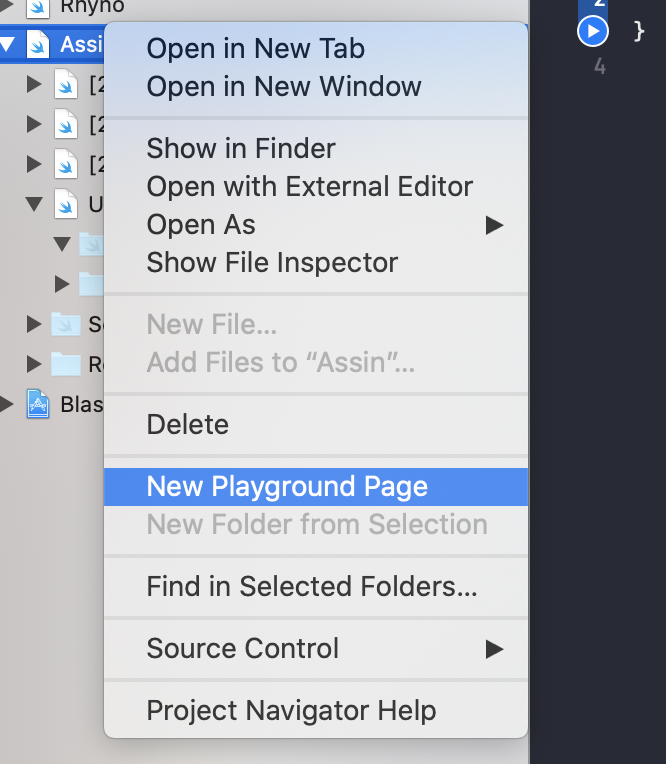 Rhyno
2
Assi
}
4
Open in New Tab
Open in New Window
[2
Show in Finder
[2
Open with External Editor
[2
Open As
U
Show File Inspector
New File...
S
Add Files to “Assin”...
R
Blas
Delete
New Playground Page
New Folder from Selection
Find in Selected Folders...
Source Control
Project Navigator Help